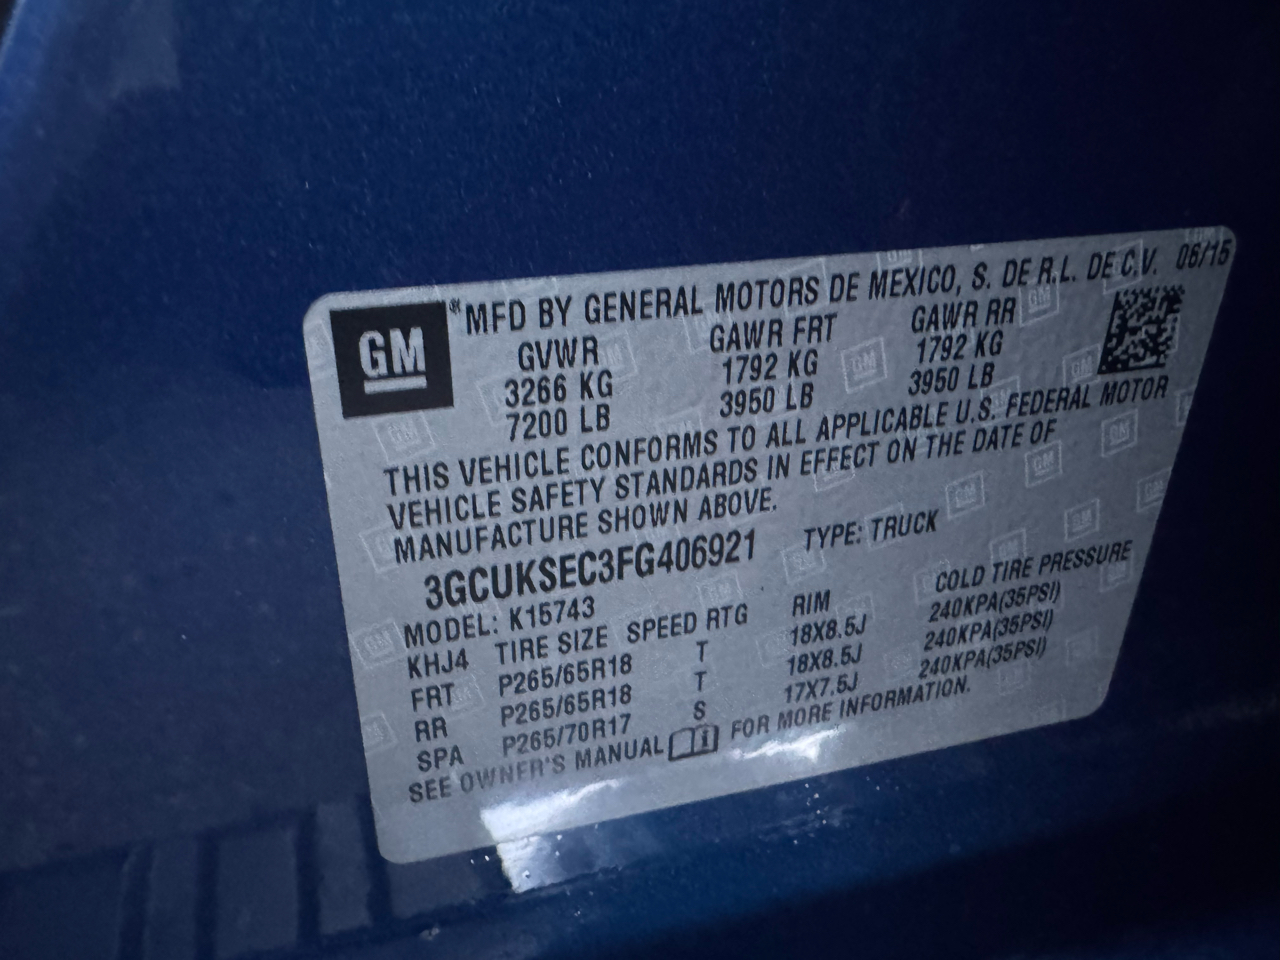 GM
® MFD BY GENERAL MOTORS DE MEXICO, S. DE R.L. DE C.V. 06/15
GVWR GAWR FRT GAWR RR
3266 KG 1792 KG 1792 KG
7200 LB 3950 LB 3950 LB
THIS VEHICLE CONFORMS TO ALL APPLICABLE U.S. FEDERAL MOTOR
VEHICLE SAFETY STANDARDS IN EFFECT ON THE DATE OF
MANUFACTURE SHOWN ABOVE.
3GCUKSEC3FG406921 TYPE: TRUCK
MODEL: K15743
KHJ4 TIRE SIZE SPEED RTG RIM COLD TIRE PRESSURE
FRT P265/65R18 T 18X8.5J 240KPA(35PSI)
RR P265/65R18 T 18X8.5J 240KPA(35PSI)
SPA P265/70R17 S 17X7.5J 240KPA(35PSI)
SEE OWNER'S MANUAL FOR MORE INFORMATION.